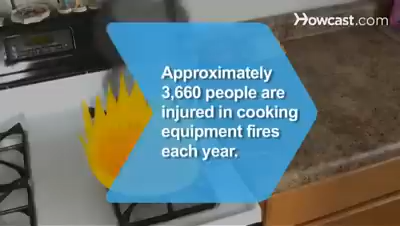 Howcast.com
Approximately
3,660 people are
injured in cooking
equipment fires
each year.